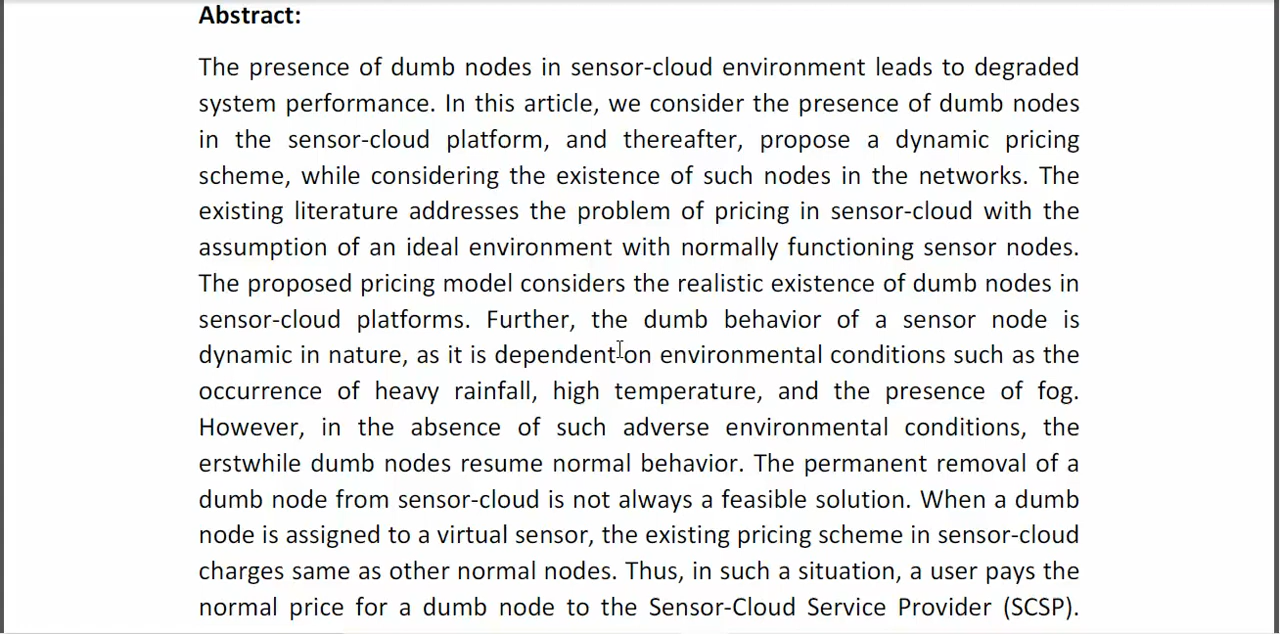 Abstract:
The presence of dumb nodes in sensor-cloud environment leads to degraded
system performance. In this article, we consider the presence of dumb nodes
in the sensor-cloud platform, and thereafter, propose a dynamic pricing
scheme, while considering the existence of such nodes in the networks. The
existing literature addresses the problem of pricing in sensor-cloud with the
assumption of an ideal environment with normally functioning sensor nodes.
The proposed pricing model considers the realistic existence of dumb nodes in
sensor-cloud platforms. Further, the dumb behavior of a sensor node is
dynamic in nature, as it is dependent on environmental conditions such as the
occurrence of heavy rainfall, high temperature, and the presence of fog.
However, in the absence of such adverse environmental conditions, the
erstwhile dumb nodes resume normal behavior. The permanent removal of a
dumb node from sensor-cloud is not always a feasible solution. When a dumb
node is assigned to a virtual sensor, the existing pricing scheme in sensor-cloud
charges same as other normal nodes. Thus, in such a situation, a user pays the
normal price for a dumb node to the Sensor-Cloud Service Provider (SCSP).